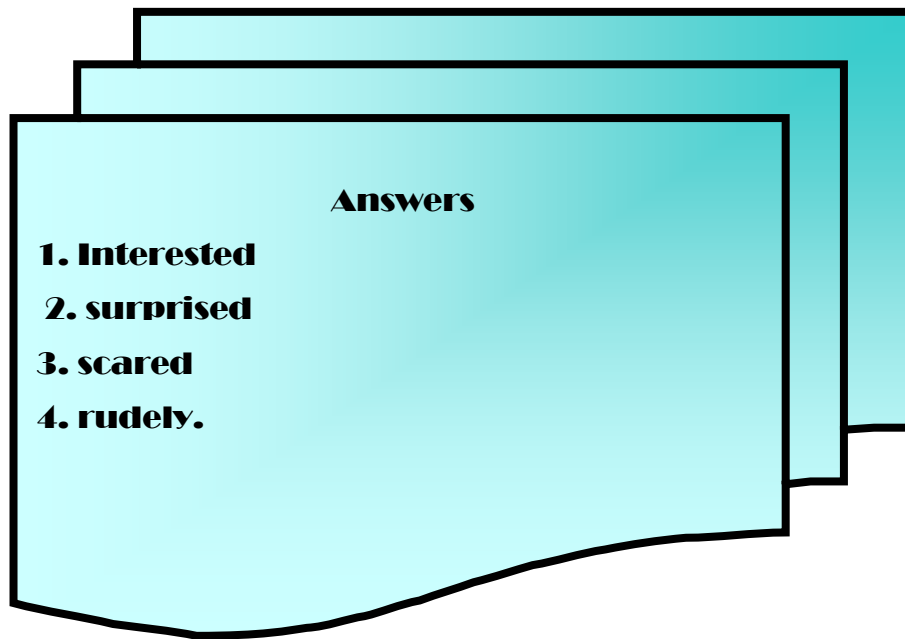 Answers
1. Interested
2. surprised
3. scared
4. rudely.